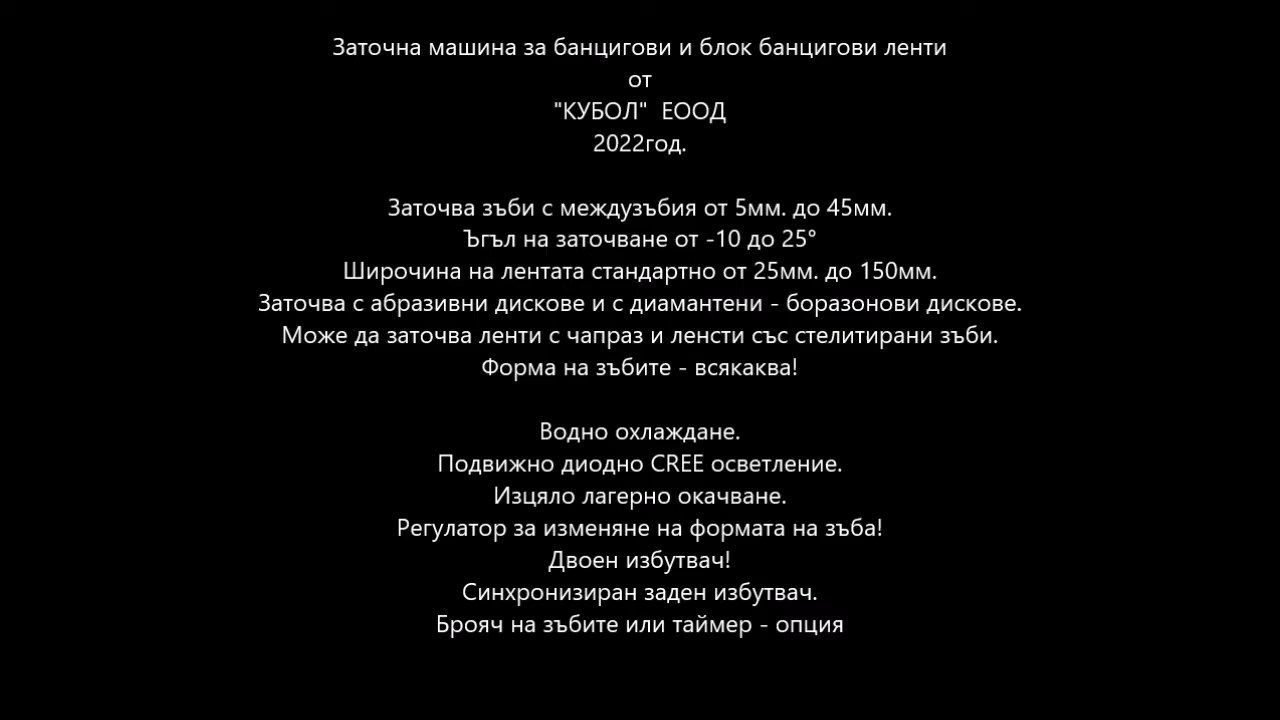 Заточна машина за банцигови и блок банцигови ленти
от
"КУБОЛ"  ЕООД
2022год.
Заточва зъби с междузъбия от 5мм. до 45мм.
Ъгъл на заточване от -10 до 25°
Широчина на лентата стандартно от 25мм. до 150мм.
Заточва с абразивни дискове и с диамантени - боразонови дискове.
Може да заточва ленти с чапраз и ленсти със стелитирани зъби.
Форма на зъбите - всякаква!
Водно охлаждане.
Подвижно диодно CREE осветление.
Изцяло лагерно окачване.
Регулатор за изменяне на формата на зъба!
Двоен избутвач!
Синхронизиран заден избутвач.
Брояч на зъбите или таймер - опция